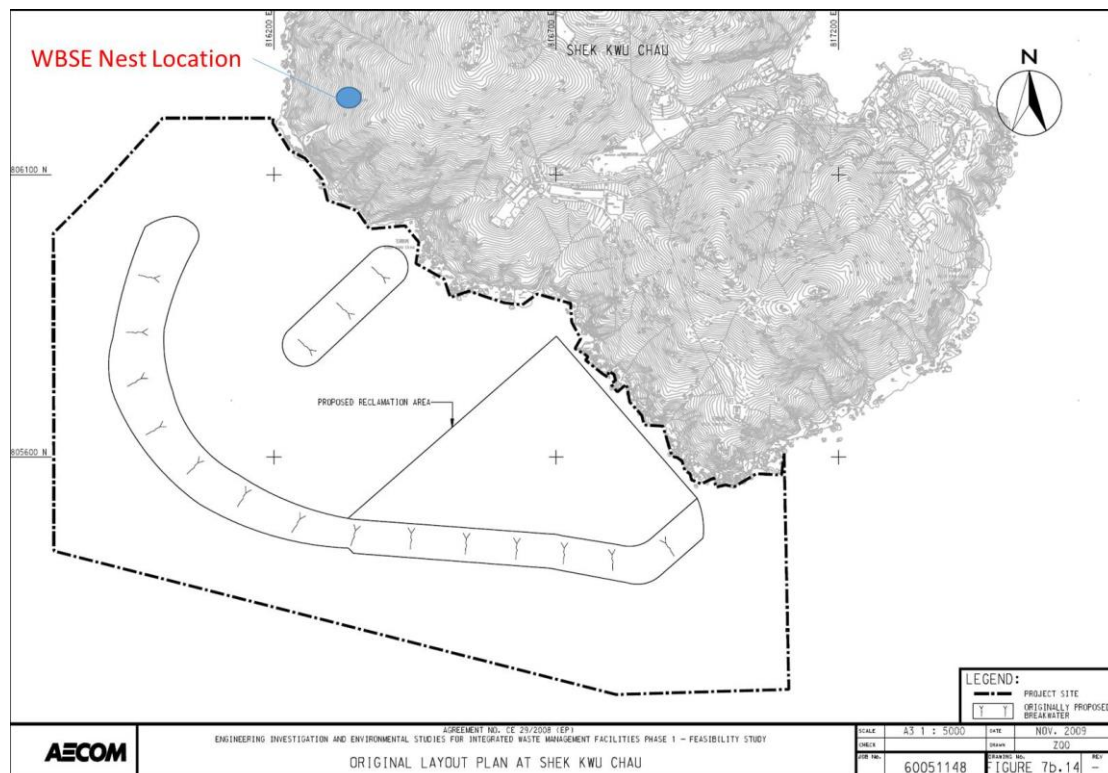 816200 E
816700 E
817200 E
WBSE Nest Location
SHEK KWU CHAU
N
806100 N
PROPOSED RECLAMATION AREA
805600 N
LEGEND:
PROJECT SITE
ORIGINALLY PROPOSED
BREAKWATER
AECOM
AGREEMENT NO. CE 29/2008 (EP)
ENGINEERING INVESTIGATION AND ENVIRONMENTAL STUDIES FOR INTEGRATED WASTE MANAGEMENT FACILITIES PHASE 1 - FEASIBILITY STUDY
ORIGINAL LAYOUT PLAN AT SHEK KWU CHAU
SCALE A3 1 : 5000 DATE NOV. 2009
CHECK DRAWN ZOO
JOB No. 60051148 DRAWING No. FIGURE 7b.14 REV -